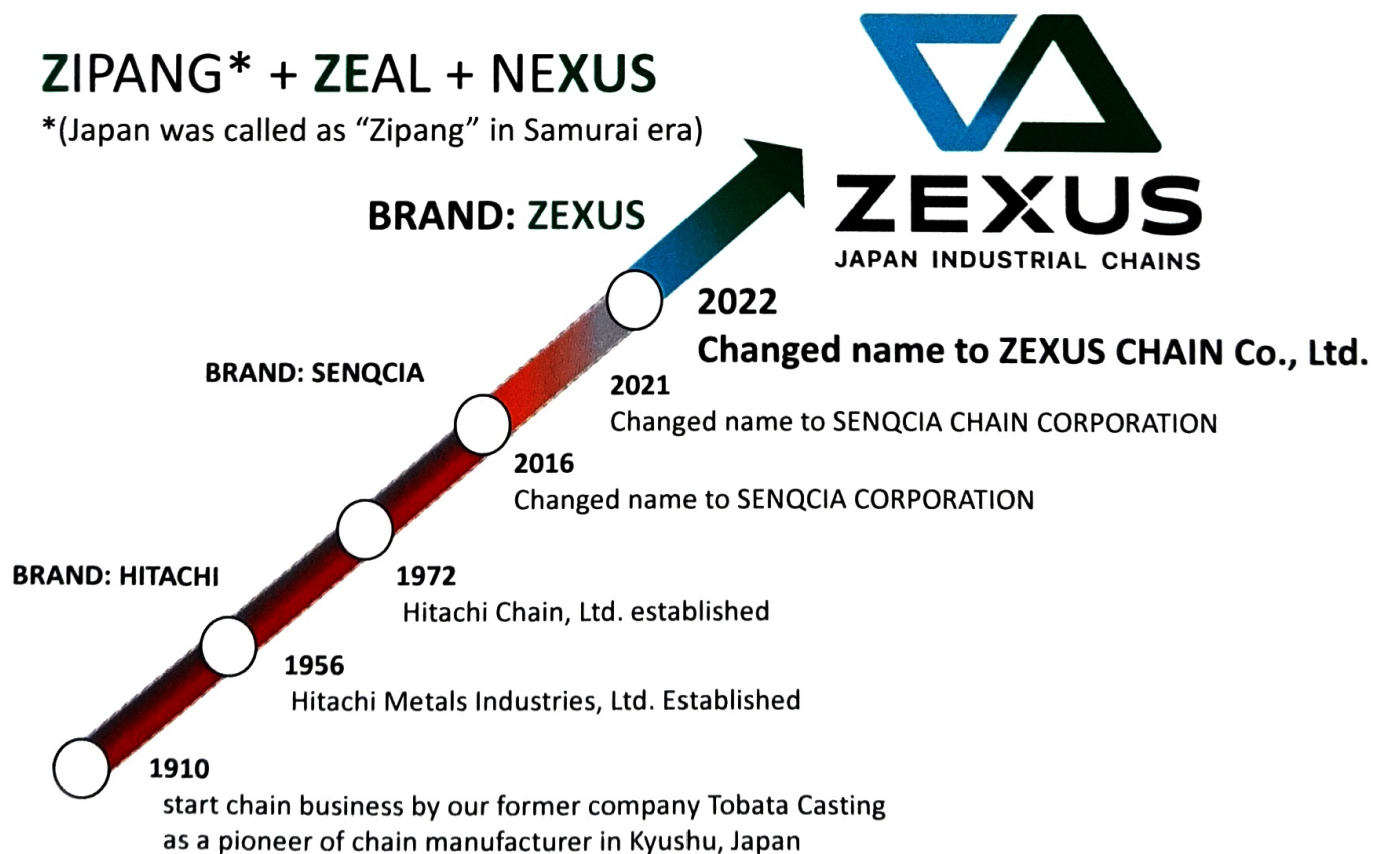 ZIPANG* + ZEAL + NEXUS
*(Japan was called as “Zipang” in Samurai era)
ZEXUS
JAPAN INDUSTRIAL CHAINS
BRAND: ZEXUS
2022
Changed name to ZEXUS CHAIN Co., Ltd.
BRAND: SENQCIA
2021
Changed name to SENQCIA CHAIN CORPORATION
2016
Changed name to SENQCIA CORPORATION
BRAND: HITACHI
1972
Hitachi Chain, Ltd. established
1956
Hitachi Metals Industries, Ltd. Established
1910
start chain business by our former company Tobata Casting
as a pioneer of chain manufacturer in Kyushu, Japan